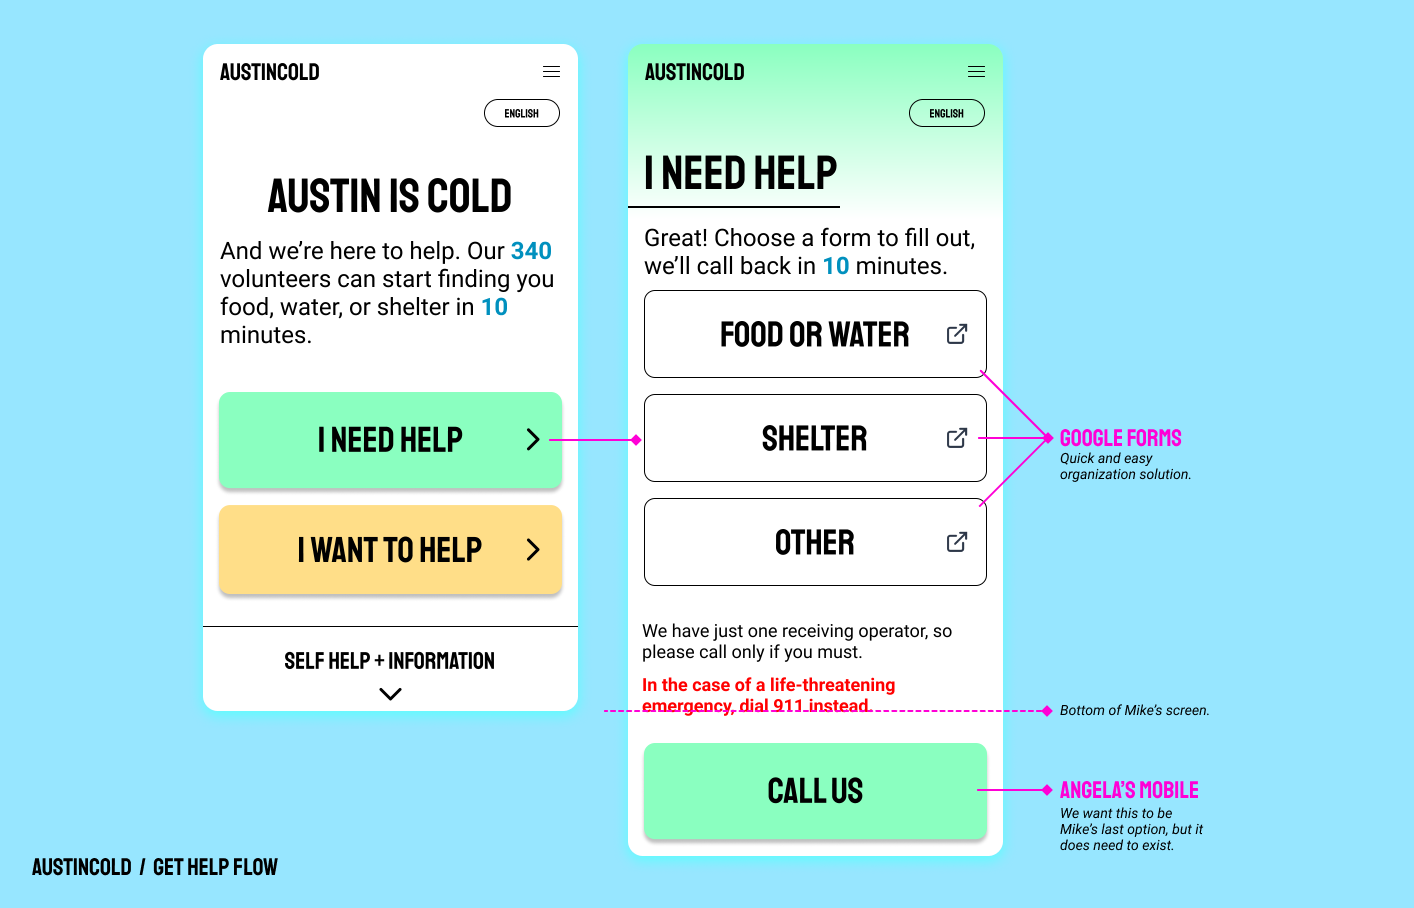 AUSTINCOLD
ENGLISH
AUSTIN IS COLD
And we're here to help. Our 340
volunteers can start finding you
food, water, or shelter in 10
minutes.
I NEED HELP
I WANT TO HELP
SELF HELP + INFORMATION
AUSTINCOLD
ENGLISH
I NEED HELP
Great! Choose a form to fill out,
we'll call back in 10 minutes.
FOOD OR WATER
SHELTER
OTHER
We have just one receiving operator, so
please call only if you must.
In the case of a life-threatening
emergency, dial 911 instead.
CALL US
GOOGLE FORMS
Quick and easy
organization solution.
Bottom of Mike's screen.
ANGELA'S MOBILE
We want this to be
Mike's last option, but it
does need to exist.
AUSTINCOLD / GET HELP FLOW